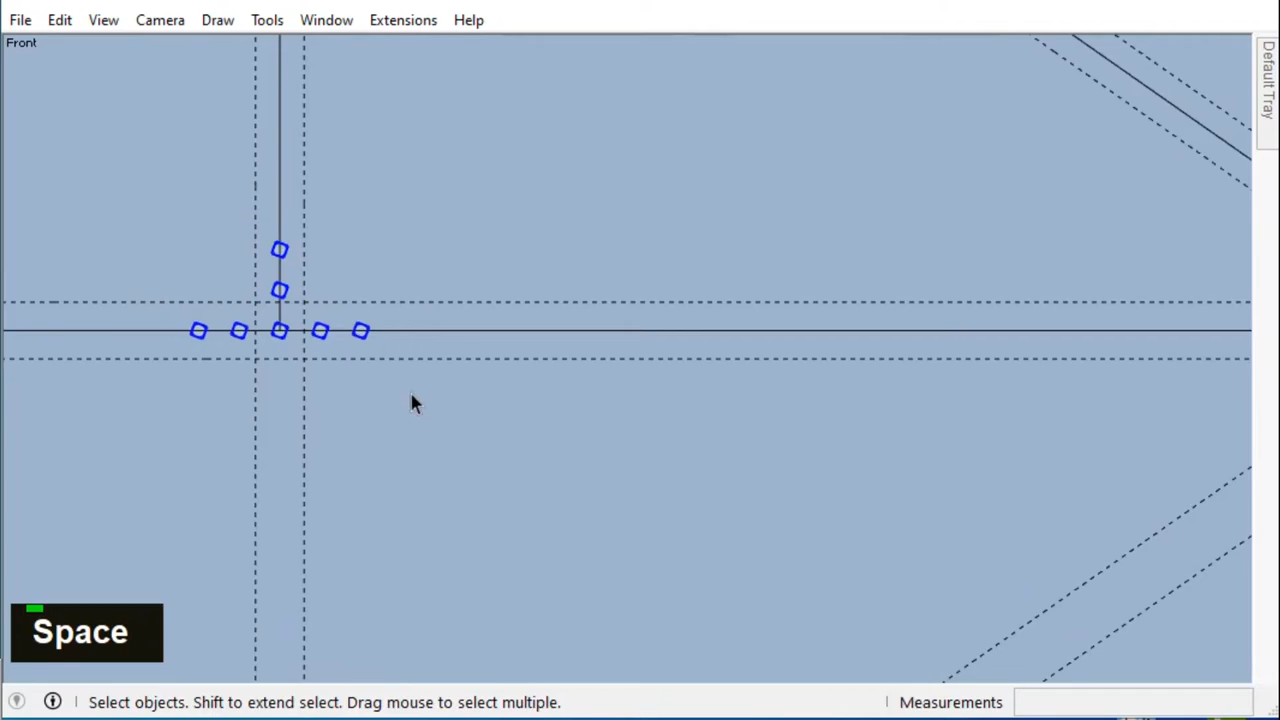 File Edit View Camera Draw Tools Window Extensions Help
Front
Default Tray
Space
Select objects. Shift to extend select. Drag mouse to select multiple.
Measurements